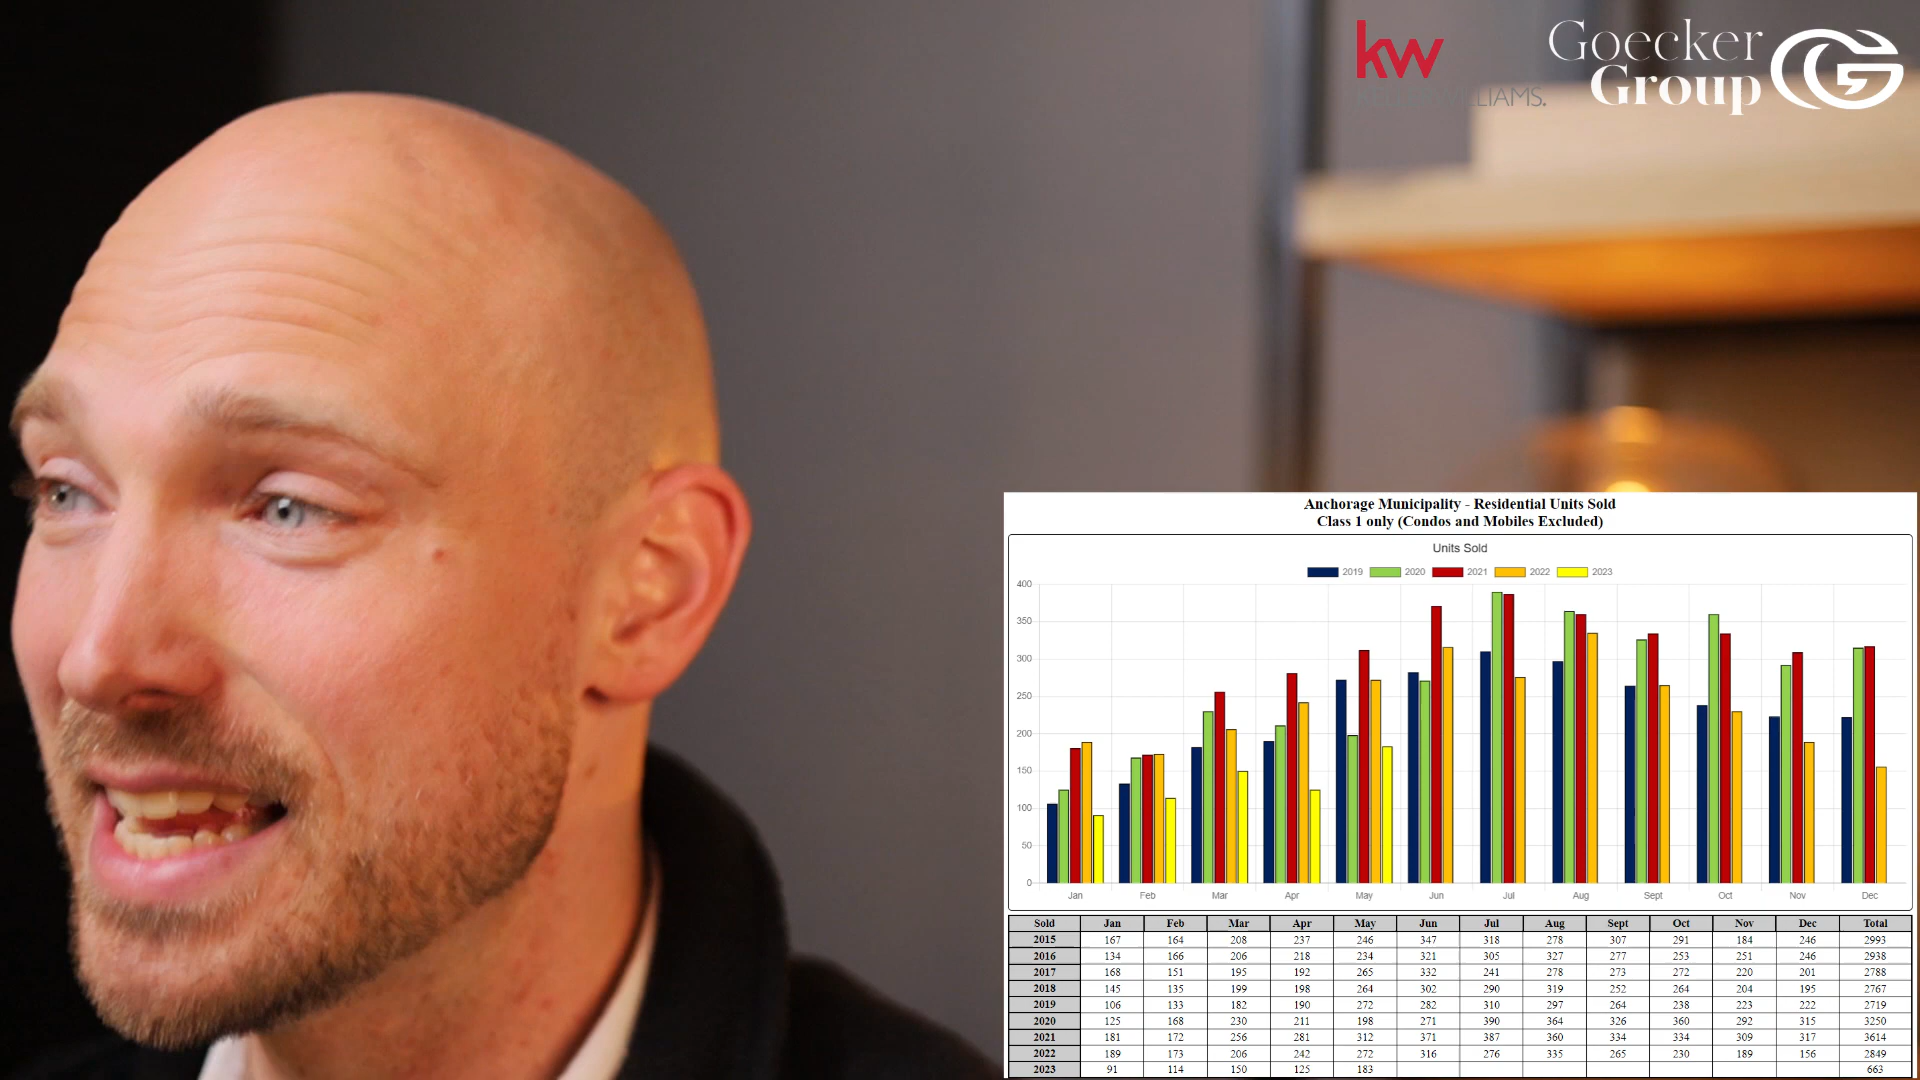 kw
LIAMS.
Goecker
Group
Anchorage Municipality - Residential Units Sold
Class 1 only (Condos and Mobiles Excluded)
Units Sold
2019 2020 2021 2022 2023
400
350
300
250
200
150
100
50
0
Jan Feb Mar Apr May Jun Jul Aug Sept Oct Nov Dec
Sold Jan Feb Mar Apr May Jun Jul Aug Sept Oct Nov Dec Total
2015 167 164 208 237 246 347 318 278 307 291 184 246 2993
2016 134 166 206 218 234 321 305 327 277 253 251 246 2938
2017 168 151 195 192 265 332 241 278 273 272 220 201 2788
2018 145 135 199 198 264 302 290 319 252 264 204 195 2767
2019 106 133 182 190 272 282 310 297 264 238 223 222 2719
2020 125 168 230 211 198 271 390 364 326 360 292 315 3250
2021 181 172 256 281 312 371 387 360 334 334 309 317 3614
2022 189 173 206 242 272 316 276 335 265 230 189 156 2849
2023 91 114 150 125 183 663